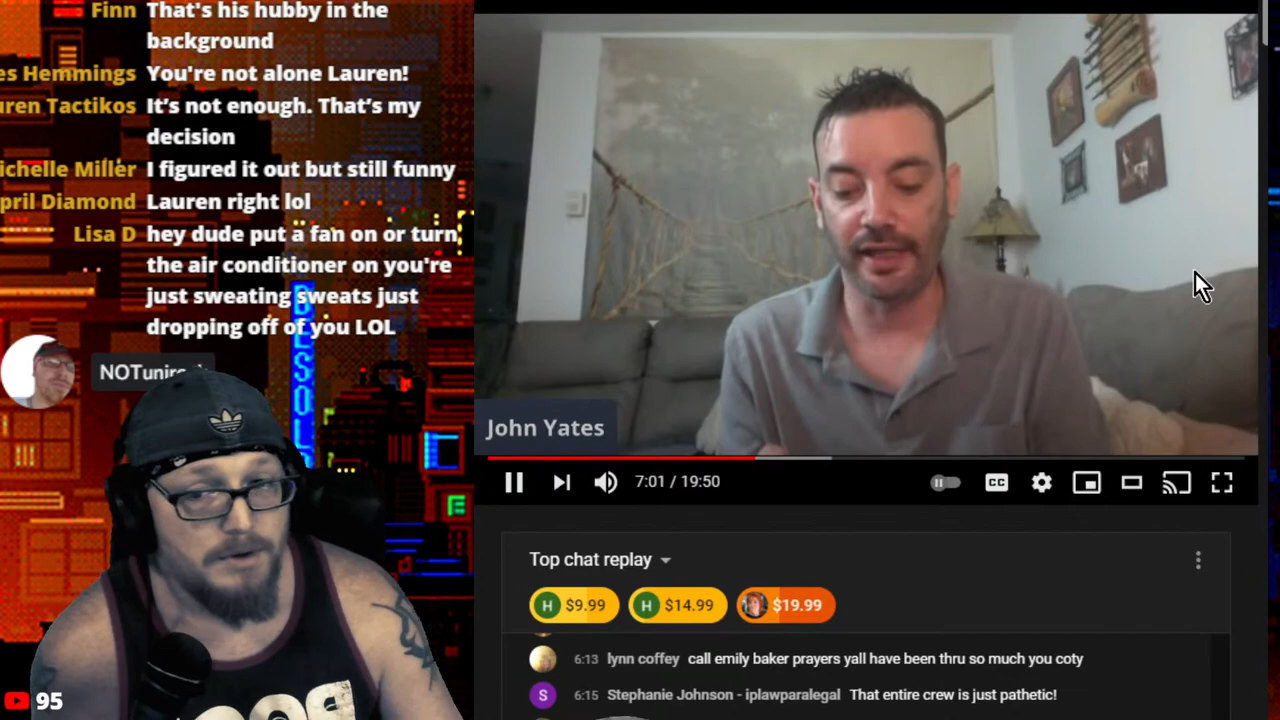 Finn That's his hubby in the
background
es Hemmings You're not alone Lauren!
uren Tactikos It's not enough. That's my
decision
ichelle Miller I figured it out but still funny
pril Diamond Lauren right lol
Lisa D hey dude put a fan on or turn
the air conditioner on you're
just sweating sweats just
dropping off of you LOL
95
John Yates
7:01 / 19:50
CC
Top chat replay
H $9.99 H $14.99 $19.99
6:13 lynn coffey call emily baker prayers yall have been thru so much you coty
S 6:15 Stephanie Johnson - iplawparalegal That entire crew is just pathetic!